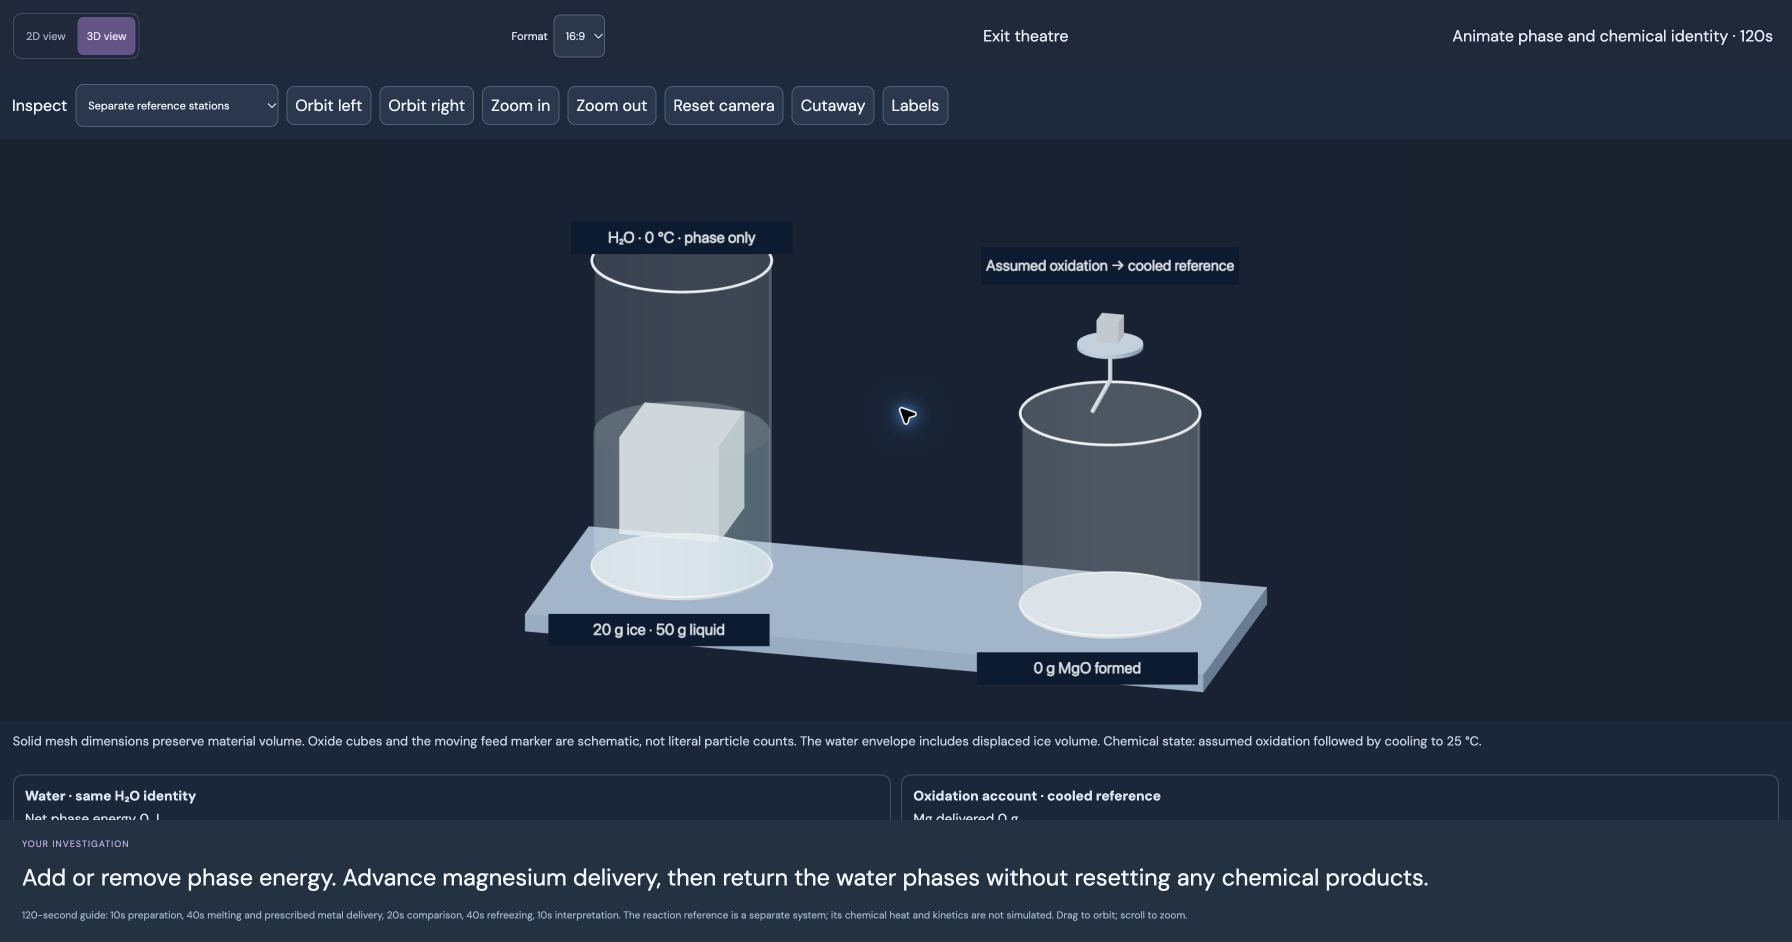 2D view 3D view Format 16:9 Exit theatre Animate phase and chemical identity · 120s
Inspect Separate reference stations Orbit left Orbit right Zoom in Zoom out Reset camera Cutaway Labels
H₂O · 0 °C · phase only
Assumed oxidation → cooled reference
20 g ice · 50 g liquid
0 g MgO formed
Solid mesh dimensions preserve material volume. Oxide cubes and the moving feed marker are schematic, not literal particle counts. The water envelope includes displaced ice volume. Chemical state: assumed oxidation followed by cooling to 25 °C.
Water · same H₂O identity
Net phase energy 0 J
Oxidation account · cooled reference
Mg delivered 0 g
YOUR INVESTIGATION
Add or remove phase energy. Advance magnesium delivery, then return the water phases without resetting any chemical products.
120-second guide: 10s preparation, 40s melting and prescribed metal delivery, 20s comparison, 40s refreezing, 10s interpretation. The reaction reference is a separate system; its chemical heat and kinetics are not simulated. Drag to orbit; scroll to zoom.